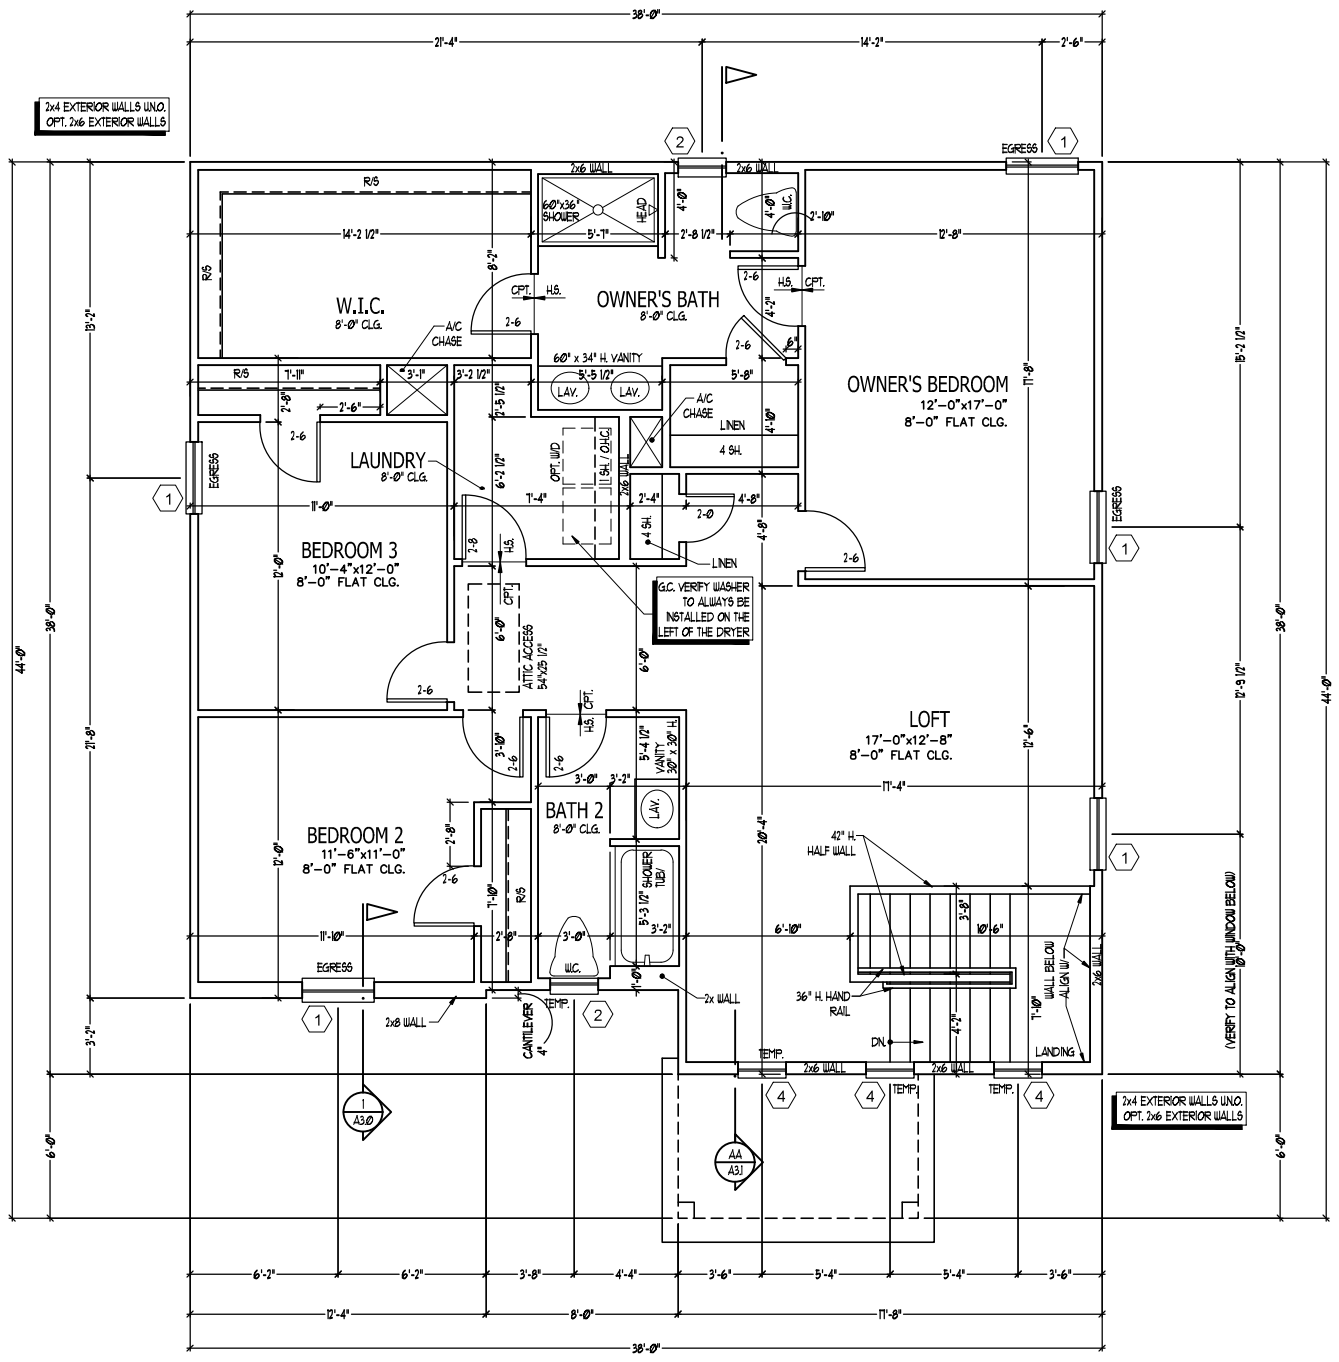 38'-0"
21'-4"
14'-2"
2'-6"
2x4 EXTERIOR WALLS U.N.O.
OPT. 2x6 EXTERIOR WALLS
2
EGRESS
1
2x6 WALL
2x6 WALL
R/S
60"x36"
SHOWER
HEAD
4'-0"
4'-0"
W.C.
2'-10"
14'-2 1/2"
5'-7"
2'-8 1/2"
12'-8"
R/S
8'-2"
W.I.C.
8'-0" CLG.
CPT.
H.S.
2-6
OWNER'S BATH
8'-0" CLG.
2-6
H.S.
CPT.
4'-2"
13'-2"
A/C
CHASE
2-6
6"
15'-2 1/2"
60" x 34" H. VANITY
R/S
7'-11"
3'-1"
3'-2 1/2"
5'-5 1/2"
5'-8"
LAV.
LAV.
11'-8"
OWNER'S BEDROOM
12'-0"x17'-0"
8'-0" FLAT CLG.
2'-8"
2'-6"
2'-5 1/2"
A/C
CHASE
LINEN
4'-10"
4 SH.
2-6
EGRESS
1
LAUNDRY
8'-0" CLG.
6'-2 1/2"
OPT. W/D
1 SH. / O.H.C.
2x6 WALL
11'-0"
7'-4"
2'-4"
4'-8"
2-0
EGRESS
1
4 SH.
4'-8"
2-6
2-8
H.S.
CPT.
LINEN
BEDROOM 3
10'-4"x12'-0"
8'-0" FLAT CLG.
12'-0"
G.C. VERIFY WASHER
TO ALWAYS BE
INSTALLED ON THE
LEFT OF THE DRYER
6'-0"
ATTIC ACCESS
54"x25 1/2"
6'-0"
44'-0"
38'-0"
38'-0"
44'-0"
12'-9 1/2"
2-6
CPT.
H.S.
LOFT
17'-0"x12'-8"
8'-0" FLAT CLG.
12'-6"
21'-8"
3'-10"
2-6
2-6
5'-4 1/2"
VANITY
30" x 30" H.
3'-0"
3'-2"
17'-4"
BATH 2
8'-0" CLG.
LAV.
BEDROOM 2
11'-6"x11'-0"
8'-0" FLAT CLG.
12'-0"
2'-8"
2-6
20'-4"
42" H.
HALF WALL
1
7'-10"
R/S
5'-3 1/2"
SHOWER
TUB/
3'-8"
11'-10"
2'-8"
3'-0"
3'-2"
6'-10"
10'-6"
EGRESS
W.C.
1'-0"
2x WALL
36" H. HAND
RAIL
WALL BELOW
ALIGN W/
2x6 WALL
10'-0"
(VERIFY TO ALIGN WITH WINDOW BELOW)
1
2x8 WALL
CANTILEVER
4"
TEMP.
2
DN.
4'-2"
7'-10"
LANDING
3'-2"
TEMP.
2x6 WALL
2x6 WALL
4
4
TEMP.
TEMP.
4
2x4 EXTERIOR WALLS U.N.O.
OPT. 2x6 EXTERIOR WALLS
1
A3.0
6'-0"
AA
A3.1
6'-0"
6'-2"
6'-2"
3'-8"
4'-4"
3'-6"
5'-4"
5'-4"
3'-6"
12'-4"
8'-0"
17'-8"
38'-0"